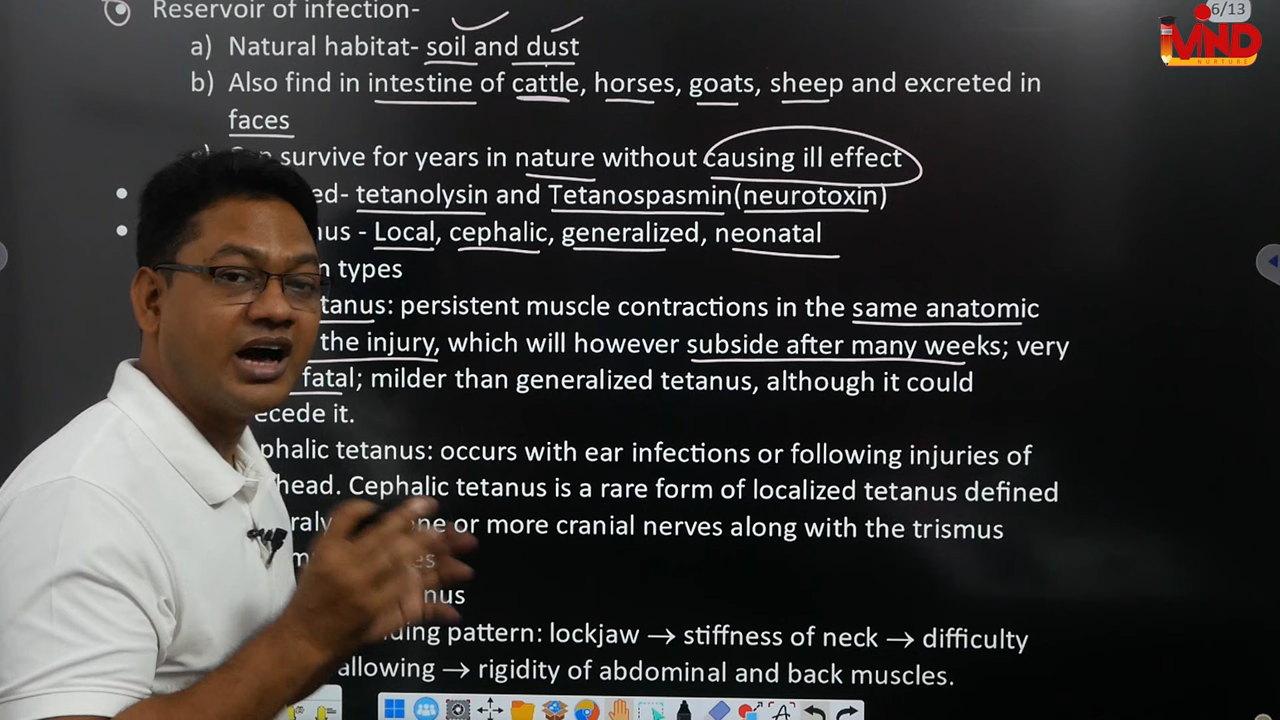 Reservoir of infection-
6/13
MIND
NURTURE
a) Natural habitat- soil and dust
b) Also find in intestine of cattle, horses, goats, sheep and excreted in
faces
survive for years in nature without causing ill effect
ed- tetanolysin and Tetanospasmin(neurotoxin)
nus - Local, cephalic, generalized, neonatal
n types
tanus: persistent muscle contractions in the same anatomic
the injury, which will however subside after many weeks; very
fatal; milder than generalized tetanus, although it could
ecede it.
phalic tetanus: occurs with ear infections or following injuries of
head. Cephalic tetanus is a rare form of localized tetanus defined
raly ne or more cranial nerves along with the trismus
es
nus
ding pattern: lockjaw → stiffness of neck → difficulty
allowing → rigidity of abdominal and back muscles.